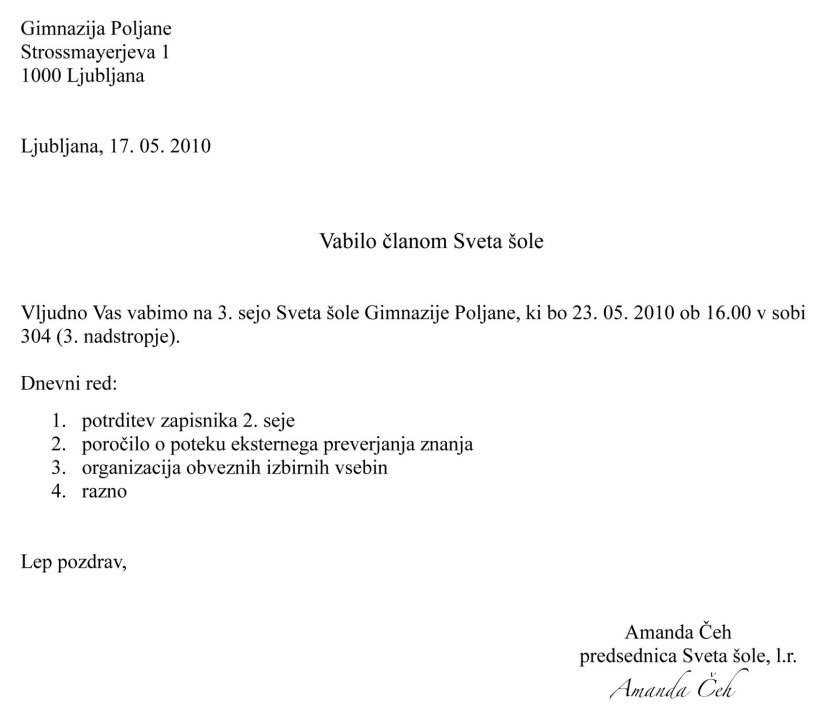 Gimnazija Poljane
Strossmayerjeva 1
1000 Ljubljana
Ljubljana, 17. 05. 2010
Vabilo članom Sveta šole
Vljudno Vas vabimo na 3. sejo Sveta šole Gimnazije Poljane, ki bo 23. 05. 2010 ob 16.00 v sobi
304 (3. nadstropje).
Dnevni red:
1. potrditev zapisnika 2. seje
2. poročilo o poteku eksternega preverjanja znanja
3. organizacija obveznih izbirnih vsebin
4. razno
Lep pozdrav,
Amanda Čeh
predsednica Sveta šole, l.r.
Amanda Čeh